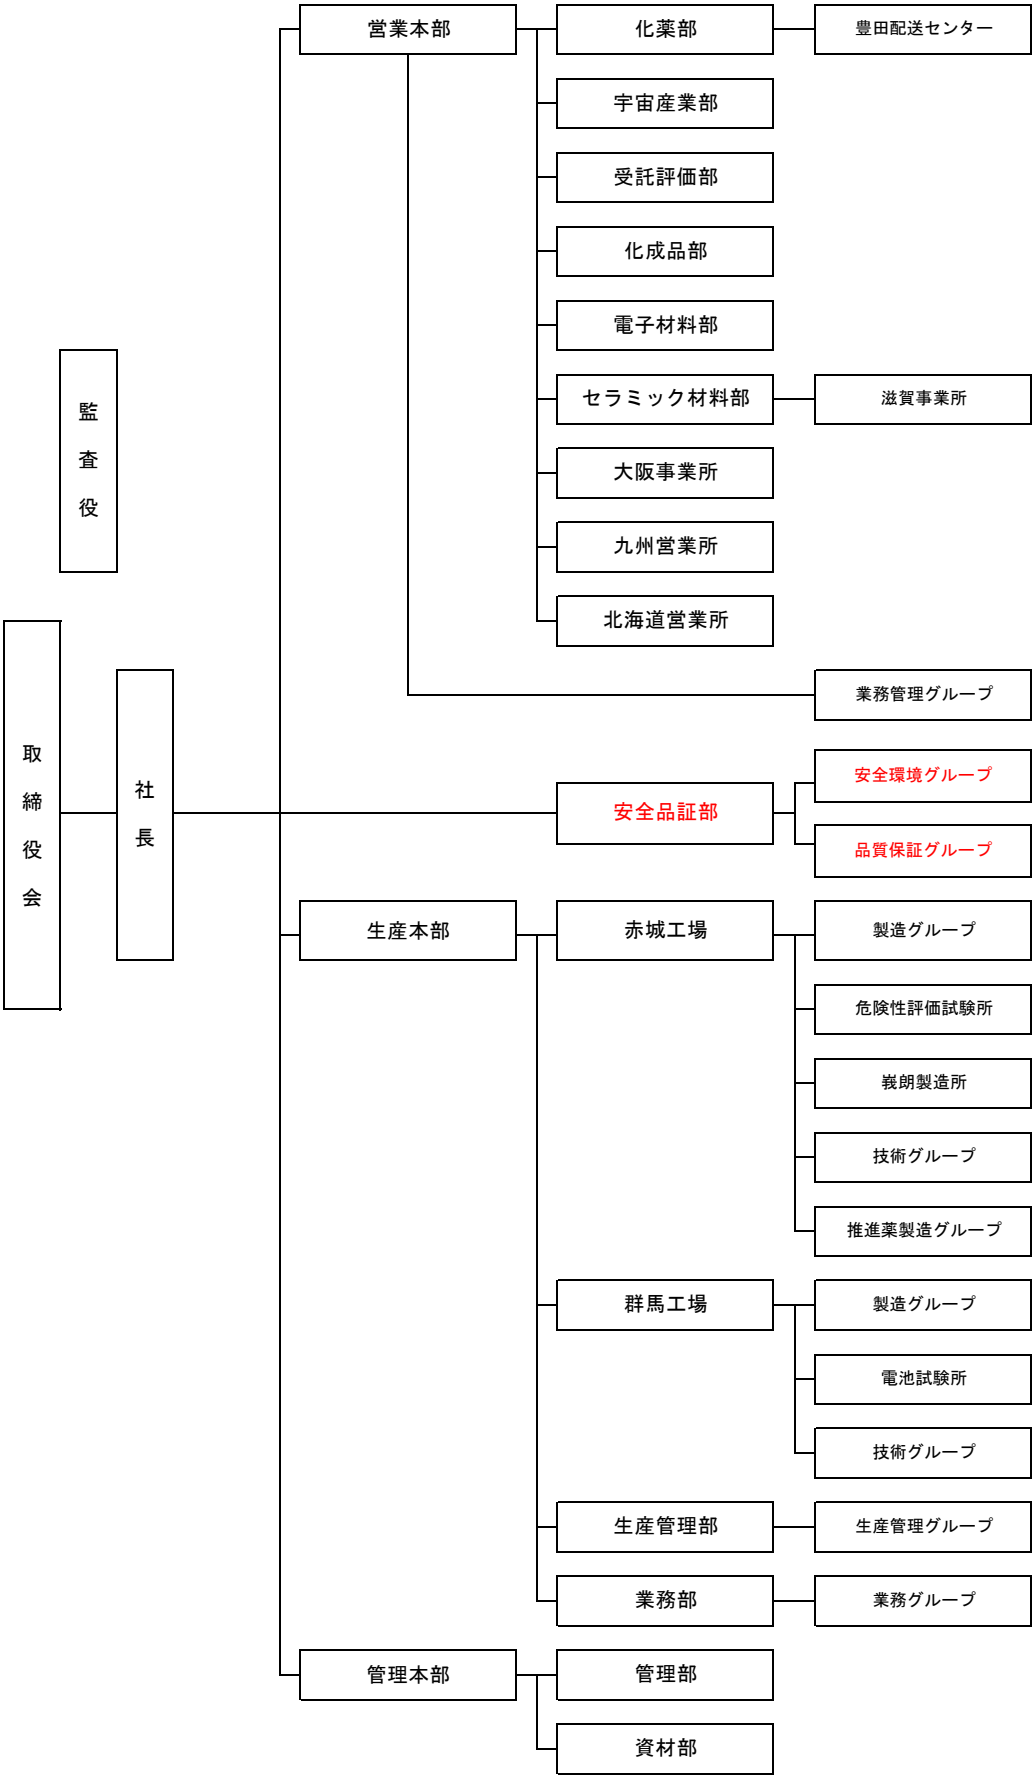 営業本部
化薬部
豊田配送センター
宇宙産業部
受託評価部
化成品部
電子材料部
セラミック材料部
滋賀事業所
大阪事業所
九州営業所
北海道営業所
業務管理グループ
監査役
取締役会
社長
安全品証部
安全環境グループ
品質保証グループ
生産本部
赤城工場
製造グループ
危険性評価試験所
峩朗製造所
技術グループ
推進薬製造グループ
群馬工場
製造グループ
電池試験所
技術グループ
生産管理部
生産管理グループ
業務部
業務グループ
管理本部
管理部
資材部